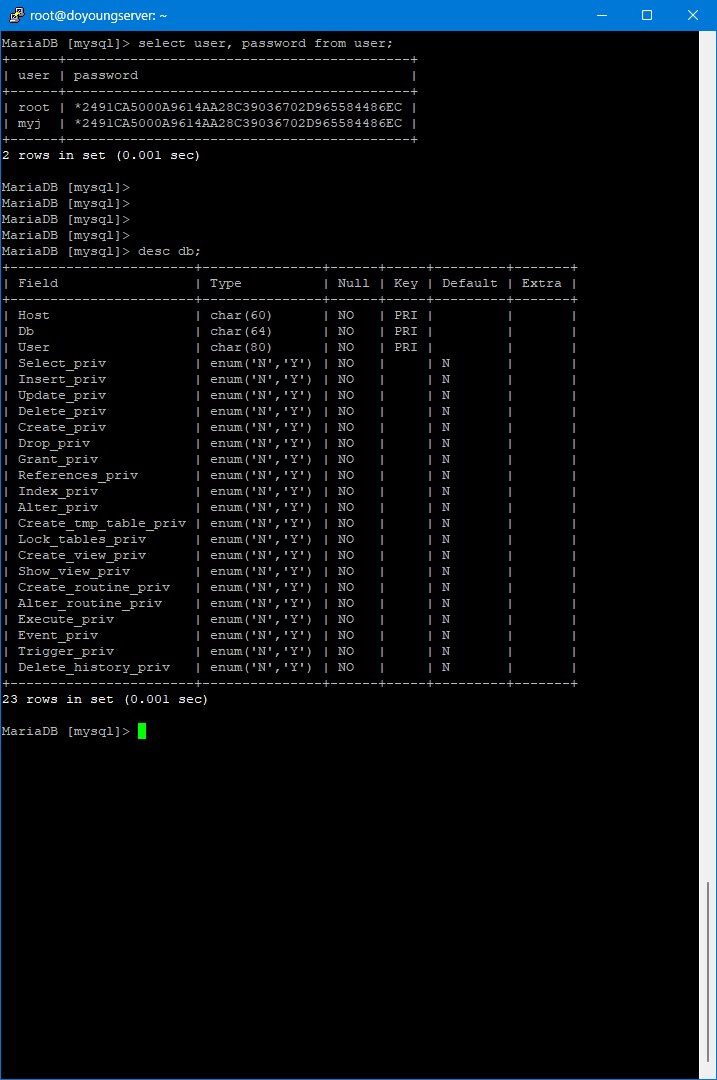 root@doyoungserver: ~
MariaDB [mysql]> select user, password from user;
+------+-------------------------------------------+
| user | password                                  |
+------+-------------------------------------------+
| root | *2491CA5000A9614AA28C39036702D965584486EC |
| myj  | *2491CA5000A9614AA28C39036702D965584486EC |
+------+-------------------------------------------+
2 rows in set (0.001 sec)
MariaDB [mysql]>
MariaDB [mysql]>
MariaDB [mysql]>
MariaDB [mysql]>
MariaDB [mysql]> desc db;
+-----------------------+---------------+------+-----+---------+-------+
| Field                 | Type          | Null | Key | Default | Extra |
+-----------------------+---------------+------+-----+---------+-------+
| Host                  | char(60)      | NO   | PRI |         |       |
| Db                    | char(64)      | NO   | PRI |         |       |
| User                  | char(80)      | NO   | PRI |         |       |
| Select_priv           | enum('N','Y') | NO   |     | N       |       |
| Insert_priv           | enum('N','Y') | NO   |     | N       |       |
| Update_priv           | enum('N','Y') | NO   |     | N       |       |
| Delete_priv           | enum('N','Y') | NO   |     | N       |       |
| Create_priv           | enum('N','Y') | NO   |     | N       |       |
| Drop_priv             | enum('N','Y') | NO   |     | N       |       |
| Grant_priv            | enum('N','Y') | NO   |     | N       |       |
| References_priv       | enum('N','Y') | NO   |     | N       |       |
| Index_priv            | enum('N','Y') | NO   |     | N       |       |
| Alter_priv            | enum('N','Y') | NO   |     | N       |       |
| Create_tmp_table_priv | enum('N','Y') | NO   |     | N       |       |
| Lock_tables_priv      | enum('N','Y') | NO   |     | N       |       |
| Create_view_priv      | enum('N','Y') | NO   |     | N       |       |
| Show_view_priv        | enum('N','Y') | NO   |     | N       |       |
| Create_routine_priv   | enum('N','Y') | NO   |     | N       |       |
| Alter_routine_priv    | enum('N','Y') | NO   |     | N       |       |
| Execute_priv          | enum('N','Y') | NO   |     | N       |       |
| Event_priv            | enum('N','Y') | NO   |     | N       |       |
| Trigger_priv          | enum('N','Y') | NO   |     | N       |       |
| Delete_history_priv   | enum('N','Y') | NO   |     | N       |       |
+-----------------------+---------------+------+-----+---------+-------+
23 rows in set (0.001 sec)
MariaDB [mysql]>